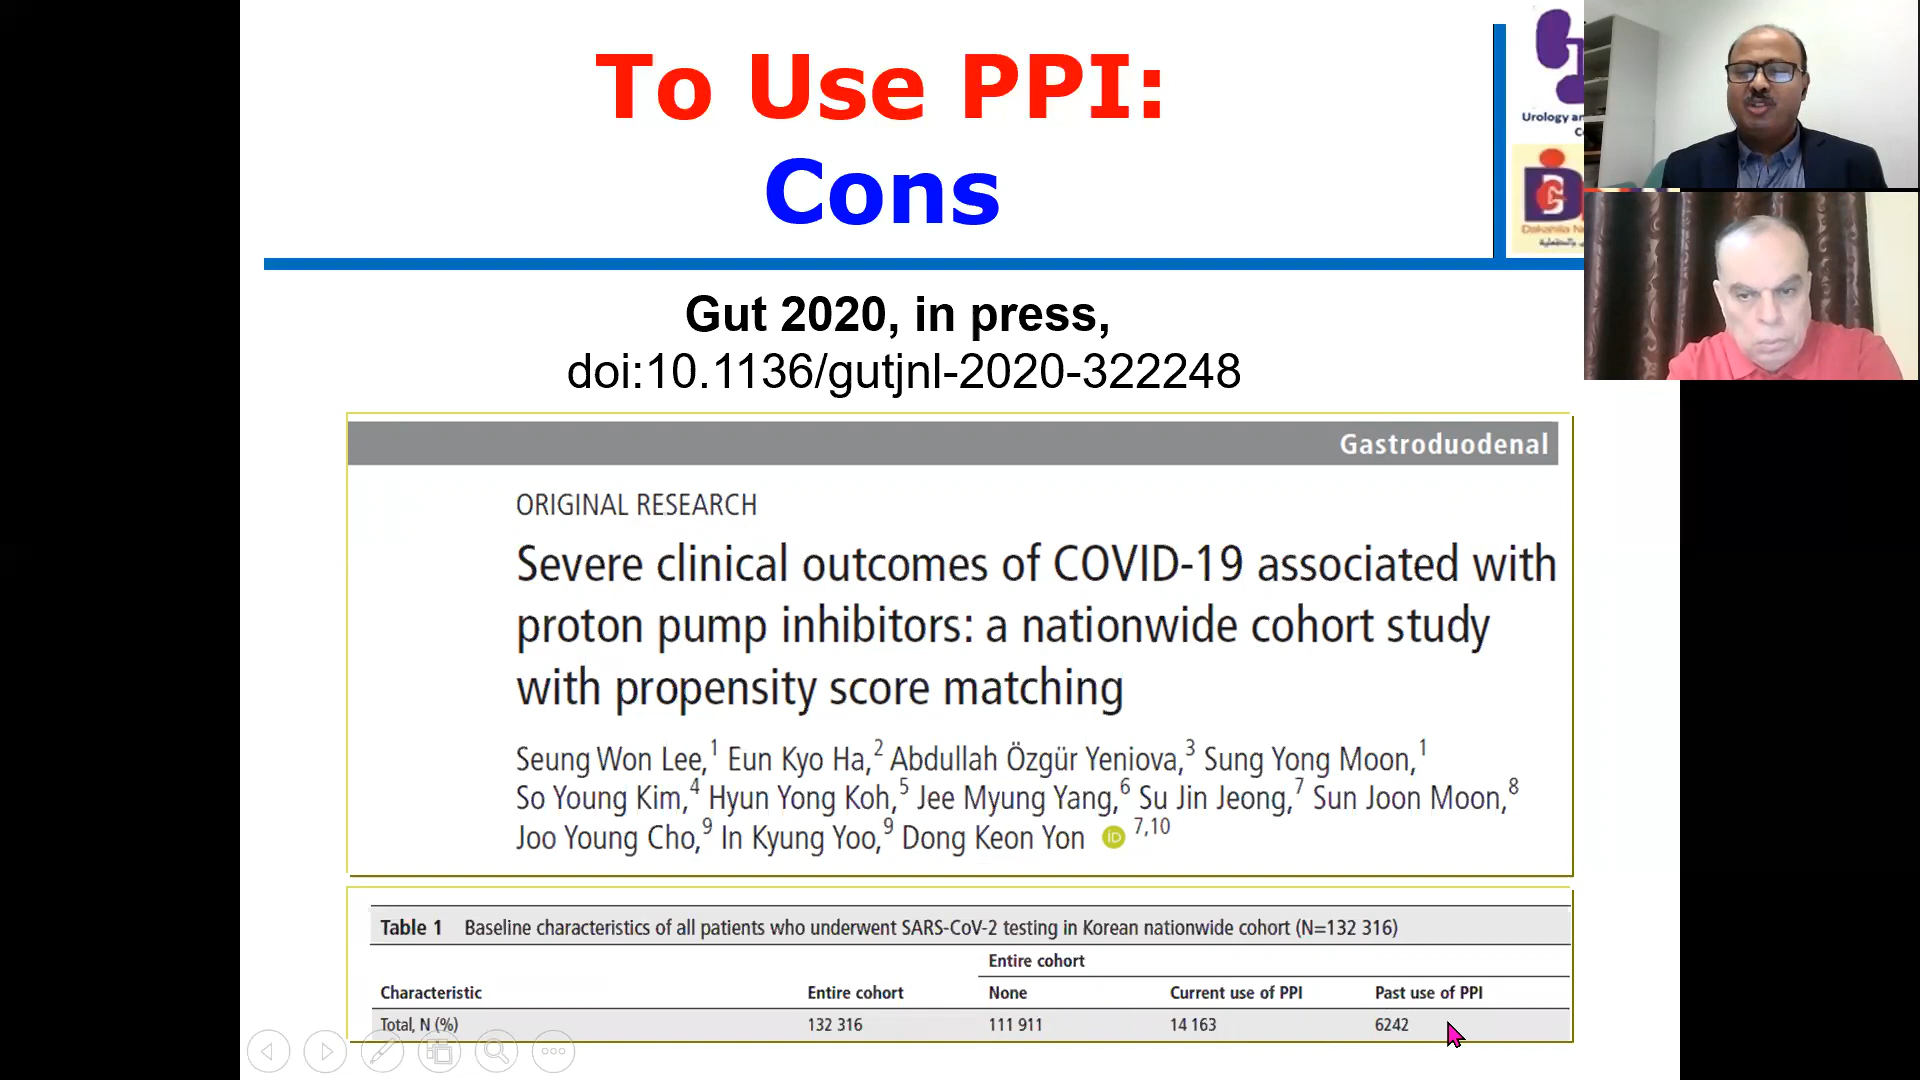 To Use PPI:
Cons
Urology an
Gut 2020, in press,
doi:10.1136/gutjnl-2020-322248
Gastroduodenal
ORIGINAL RESEARCH
Severe clinical outcomes of COVID-19 associated with
proton pump inhibitors: a nationwide cohort study
with propensity score matching
Seung Won Lee,1 Eun Kyo Ha,2 Abdullah Özgür Yeniova,3 Sung Yong Moon,1
So Young Kim,4 Hyun Yong Koh,5 Jee Myung Yang,6 Su Jin Jeong,7 Sun Joon Moon,8
Joo Young Cho,9 In Kyung Yoo,9 Dong Keon Yon iD 7,10
Table 1 Baseline characteristics of all patients who underwent SARS-CoV-2 testing in Korean nationwide cohort (N=132 316)
Entire cohort
Characteristic Entire cohort None Current use of PPI Past use of PPI
Total, N (%) 132 316 111 911 14 163 6242